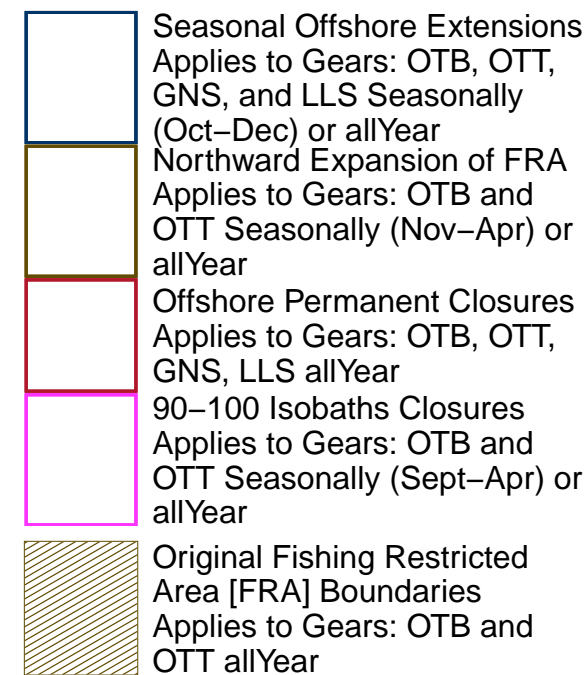 Seasonal Offshore Extensions
Applies to Gears: OTB, OTT,
GNS, and LLS Seasonally
(Oct−Dec) or allYear
Northward Expansion of FRA
Applies to Gears: OTB and
OTT Seasonally (Nov−Apr) or
allYear
Offshore Permanent Closures
Applies to Gears: OTB, OTT,
GNS, LLS allYear
90−100 Isobaths Closures
Applies to Gears: OTB and
OTT Seasonally (Sept−Apr) or
allYear
Original Fishing Restricted
Area [FRA] Boundaries
Applies to Gears: OTB and
OTT allYear